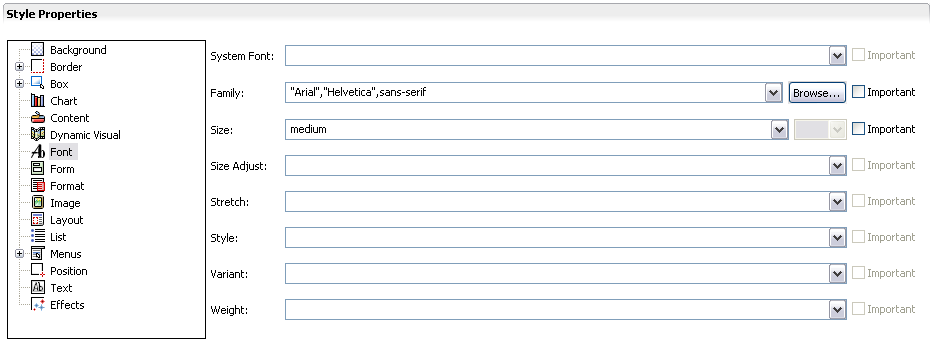 Style Properties
Background
Border
Box
Chart
Content
Dynamic Visual
Font
Form
Format
Image
Layout
List
Menus
Position
Text
Effects
System Font: Important
Family: "Arial","Helvetica",sans-serif Browse... Important
Size: medium Important
Size Adjust: Important
Stretch: Important
Style: Important
Variant: Important
Weight: Important